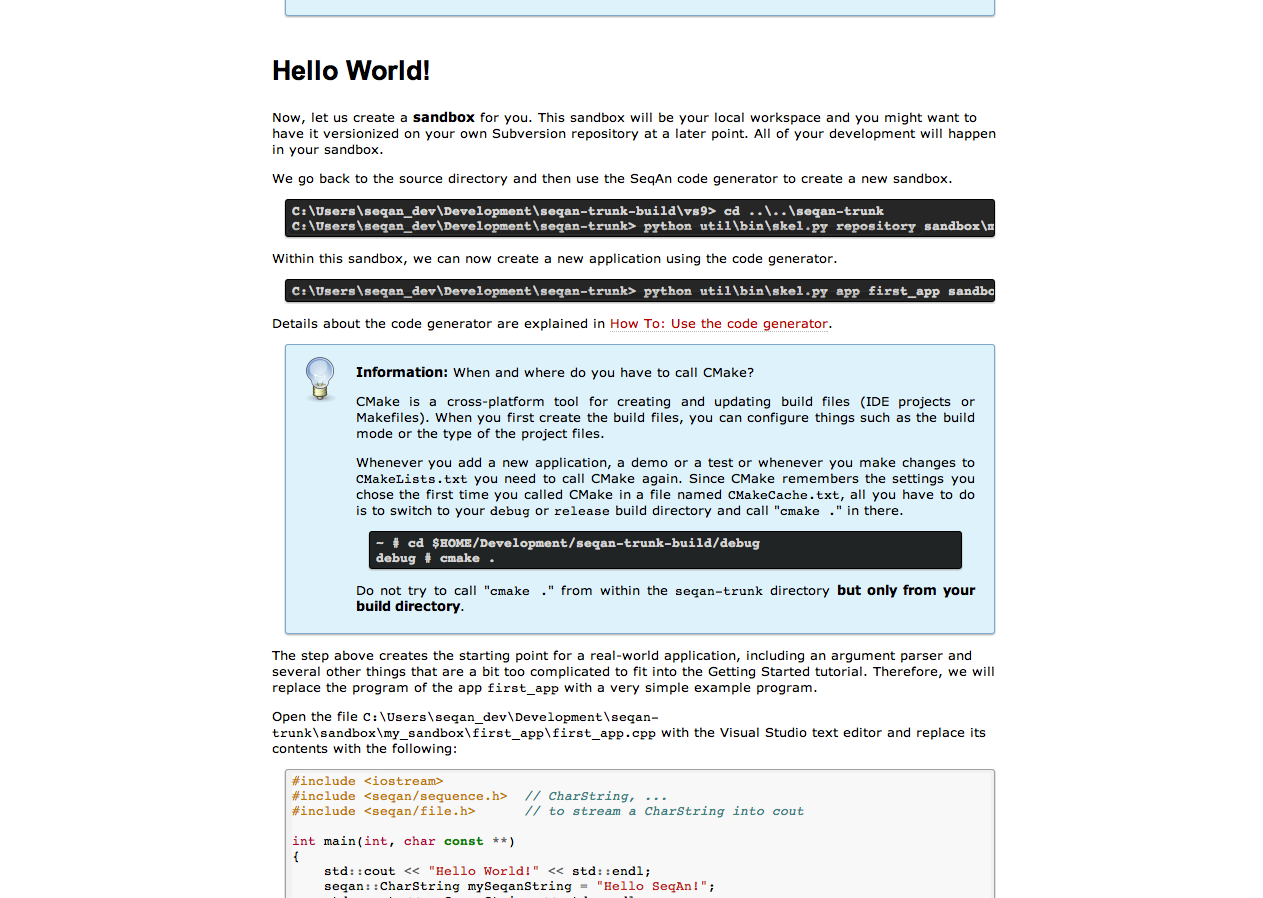 Hello World!
Now, let us create a sandbox for you. This sandbox will be your local workspace and you might want to
have it versionized on your own Subversion repository at a later point. All of your development will happen
in your sandbox.
We go back to the source directory and then use the SeqAn code generator to create a new sandbox.
C:\Users\seqan_dev\Development\seqan-trunk-build\vs9> cd ..\..\seqan-trunk
C:\Users\seqan_dev\Development\seqan-trunk> python util\bin\skel.py repository sandbox\m
Within this sandbox, we can now create a new application using the code generator.
C:\Users\seqan_dev\Development\seqan-trunk> python util\bin\skel.py app first_app sandbo
Details about the code generator are explained in How To: Use the code generator.
Information: When and where do you have to call CMake?
CMake is a cross-platform tool for creating and updating build files (IDE projects or
Makefiles). When you first create the build files, you can configure things such as the build
mode or the type of the project files.
Whenever you add a new application, a demo or a test or whenever you make changes to
CMakeLists.txt you need to call CMake again. Since CMake remembers the settings you
chose the first time you called CMake in a file named CMakeCache.txt, all you have to do
is to switch to your debug or release build directory and call "cmake ." in there.
~ # cd $HOME/Development/seqan-trunk-build/debug
debug # cmake .
Do not try to call "cmake ." from within the seqan-trunk directory but only from your
build directory.
The step above creates the starting point for a real-world application, including an argument parser and
several other things that are a bit too complicated to fit into the Getting Started tutorial. Therefore, we will
replace the program of the app first_app with a very simple example program.
Open the file C:\Users\seqan_dev\Development\seqan-
trunk\sandbox\my_sandbox\first_app\first_app.cpp with the Visual Studio text editor and replace its
contents with the following:
#include <iostream>
#include <seqan/sequence.h>  // CharString, ...
#include <seqan/file.h>      // to stream a CharString into cout
int main(int, char const **)
{
    std::cout << "Hello World!" << std::endl;
    seqan::CharString mySeqanString = "Hello SeqAn!";